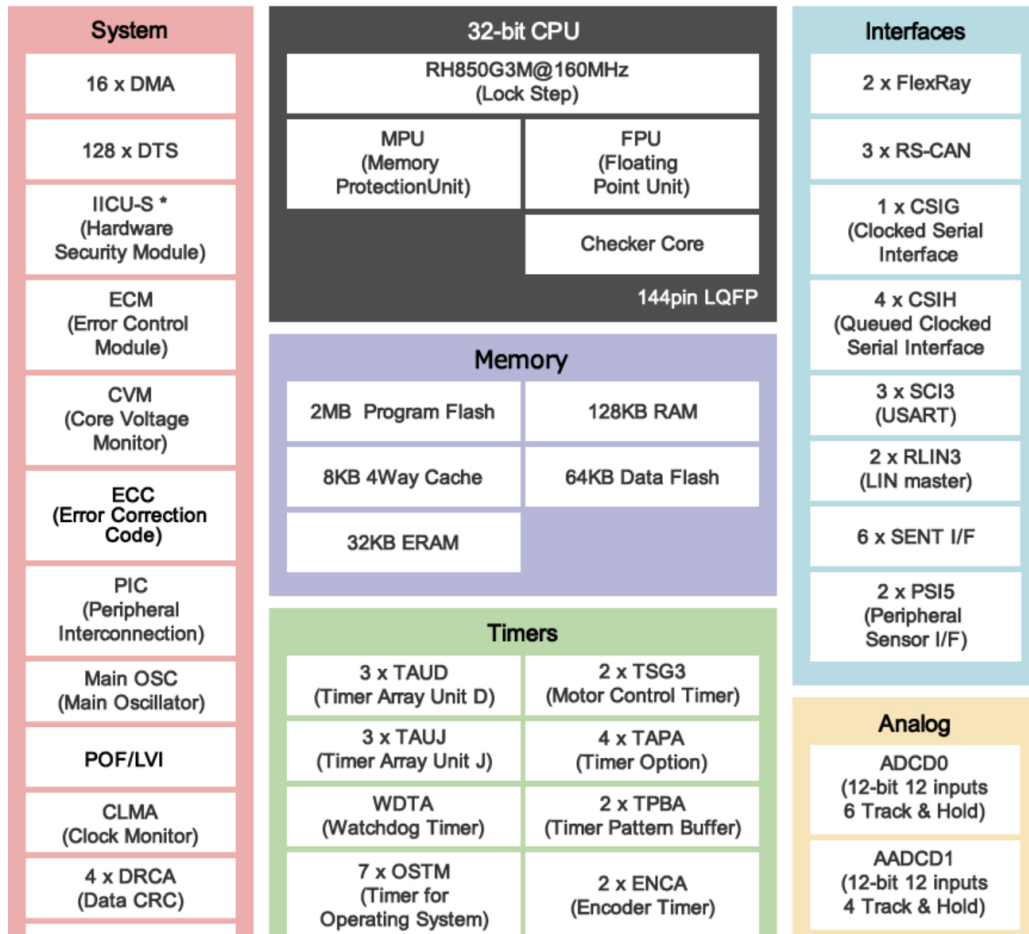 System
16 x DMA
128 x DTS
IICU-S *
(Hardware
Security Module)
ECM
(Error Control
Module)
CVM
(Core Voltage
Monitor)
ECC
(Error Correction
Code)
PIC
(Peripheral
Interconnection)
Main OSC
(Main Oscillator)
POF/LVI
CLMA
(Clock Monitor)
4 x DRCA
(Data CRC)
32-bit CPU
RH850G3M@160MHz
(Lock Step)
MPU
(Memory
ProtectionUnit)
FPU
(Floating
Point Unit)
Checker Core
144pin LQFP
Memory
2MB Program Flash
128KB RAM
8KB 4Way Cache
64KB Data Flash
32KB ERAM
Timers
3 x TAUD
(Timer Array Unit D)
2 x TSG3
(Motor Control Timer)
3 x TAUJ
(Timer Array Unit J)
4 x TAPA
(Timer Option)
WDTA
(Watchdog Timer)
2 x TPBA
(Timer Pattern Buffer)
7 x OSTM
(Timer for
Operating System)
2 x ENCA
(Encoder Timer)
Interfaces
2 x FlexRay
3 x RS-CAN
1 x CSIG
(Clocked Serial
Interface
4 x CSIH
(Queued Clocked
Serial Interface
3 x SCI3
(USART)
2 x RLIN3
(LIN master)
6 x SENT I/F
2 x PSI5
(Peripheral
Sensor I/F)
Analog
ADCD0
(12-bit 12 inputs
6 Track & Hold)
AADCD1
(12-bit 12 inputs
4 Track & Hold)